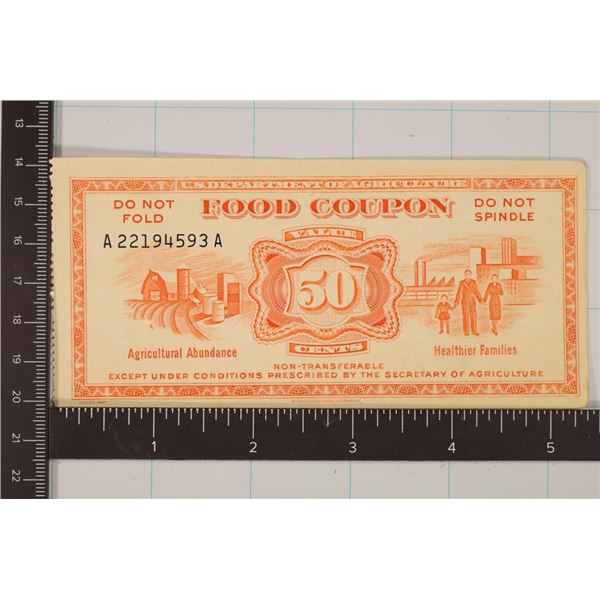 U.S. DEPARTMENT OF AGRICULTURE
DO NOT FOLD
FOOD COUPON
DO NOT SPINDLE
A 22194593 A
VALUE
50
CENTS
Agricultural Abundance
Healthier Families
NON-TRANSFERABLE
EXCEPT UNDER CONDITIONS PRESCRIBED BY THE SECRETARY OF AGRICULTURE
13
14
15
16
17
18
19
20
21
22
1 2 3 4 5